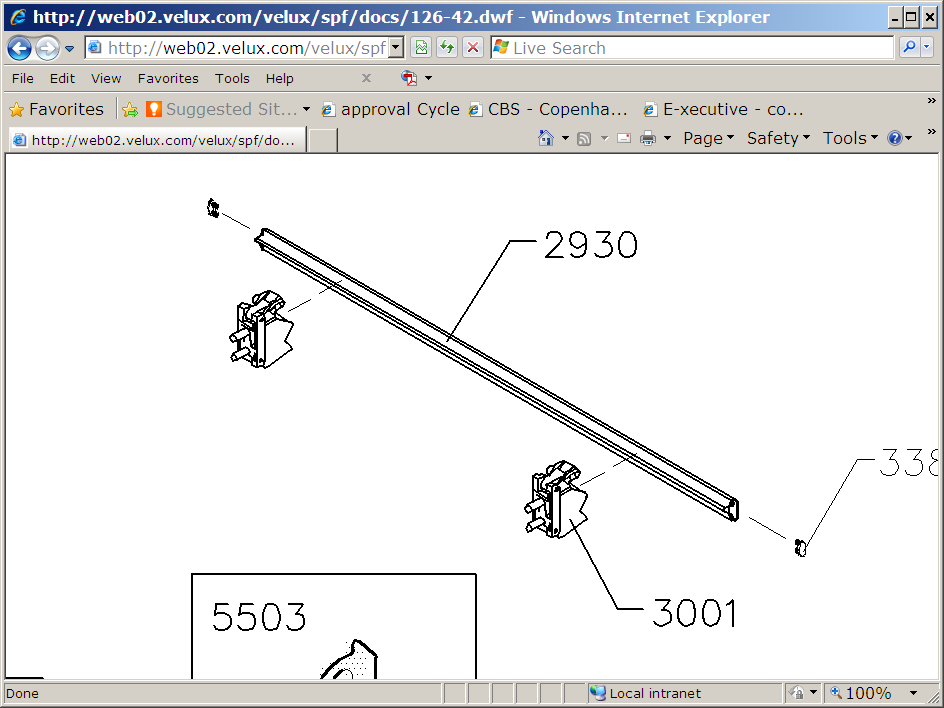 http://web02.velux.com/velux/spf/docs/126-42.dwf - Windows Internet Explorer
http://web02.velux.com/velux/spf
Live Search
File Edit View Favorites Tools Help
Favorites Suggested Sit... approval Cycle CBS - Copenha... E-xecutive - co...
http://web02.velux.com/velux/spf/do...
Page Safety Tools
2930
338
3001
5503
Done Local intranet 100%